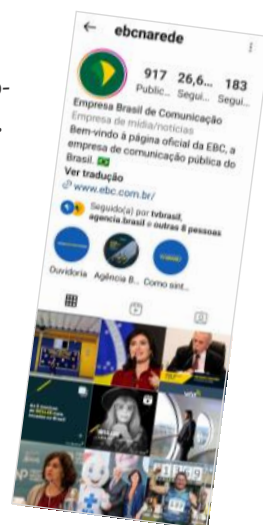 ebcnarede
917 26,6... 183
Public... Segui... Segui...
Empresa Brasil de Comunicação
Empresa de mídia/notícias
Bem-vindo à página oficial da EBC, a
empresa de comunicação pública do
Brasil.
Ver tradução
www.ebc.com.br/
Seguido(a) por tvbrasil,
agencia.brasil e outras 8 pessoas
Ouvidoria Agência B... Como sint...